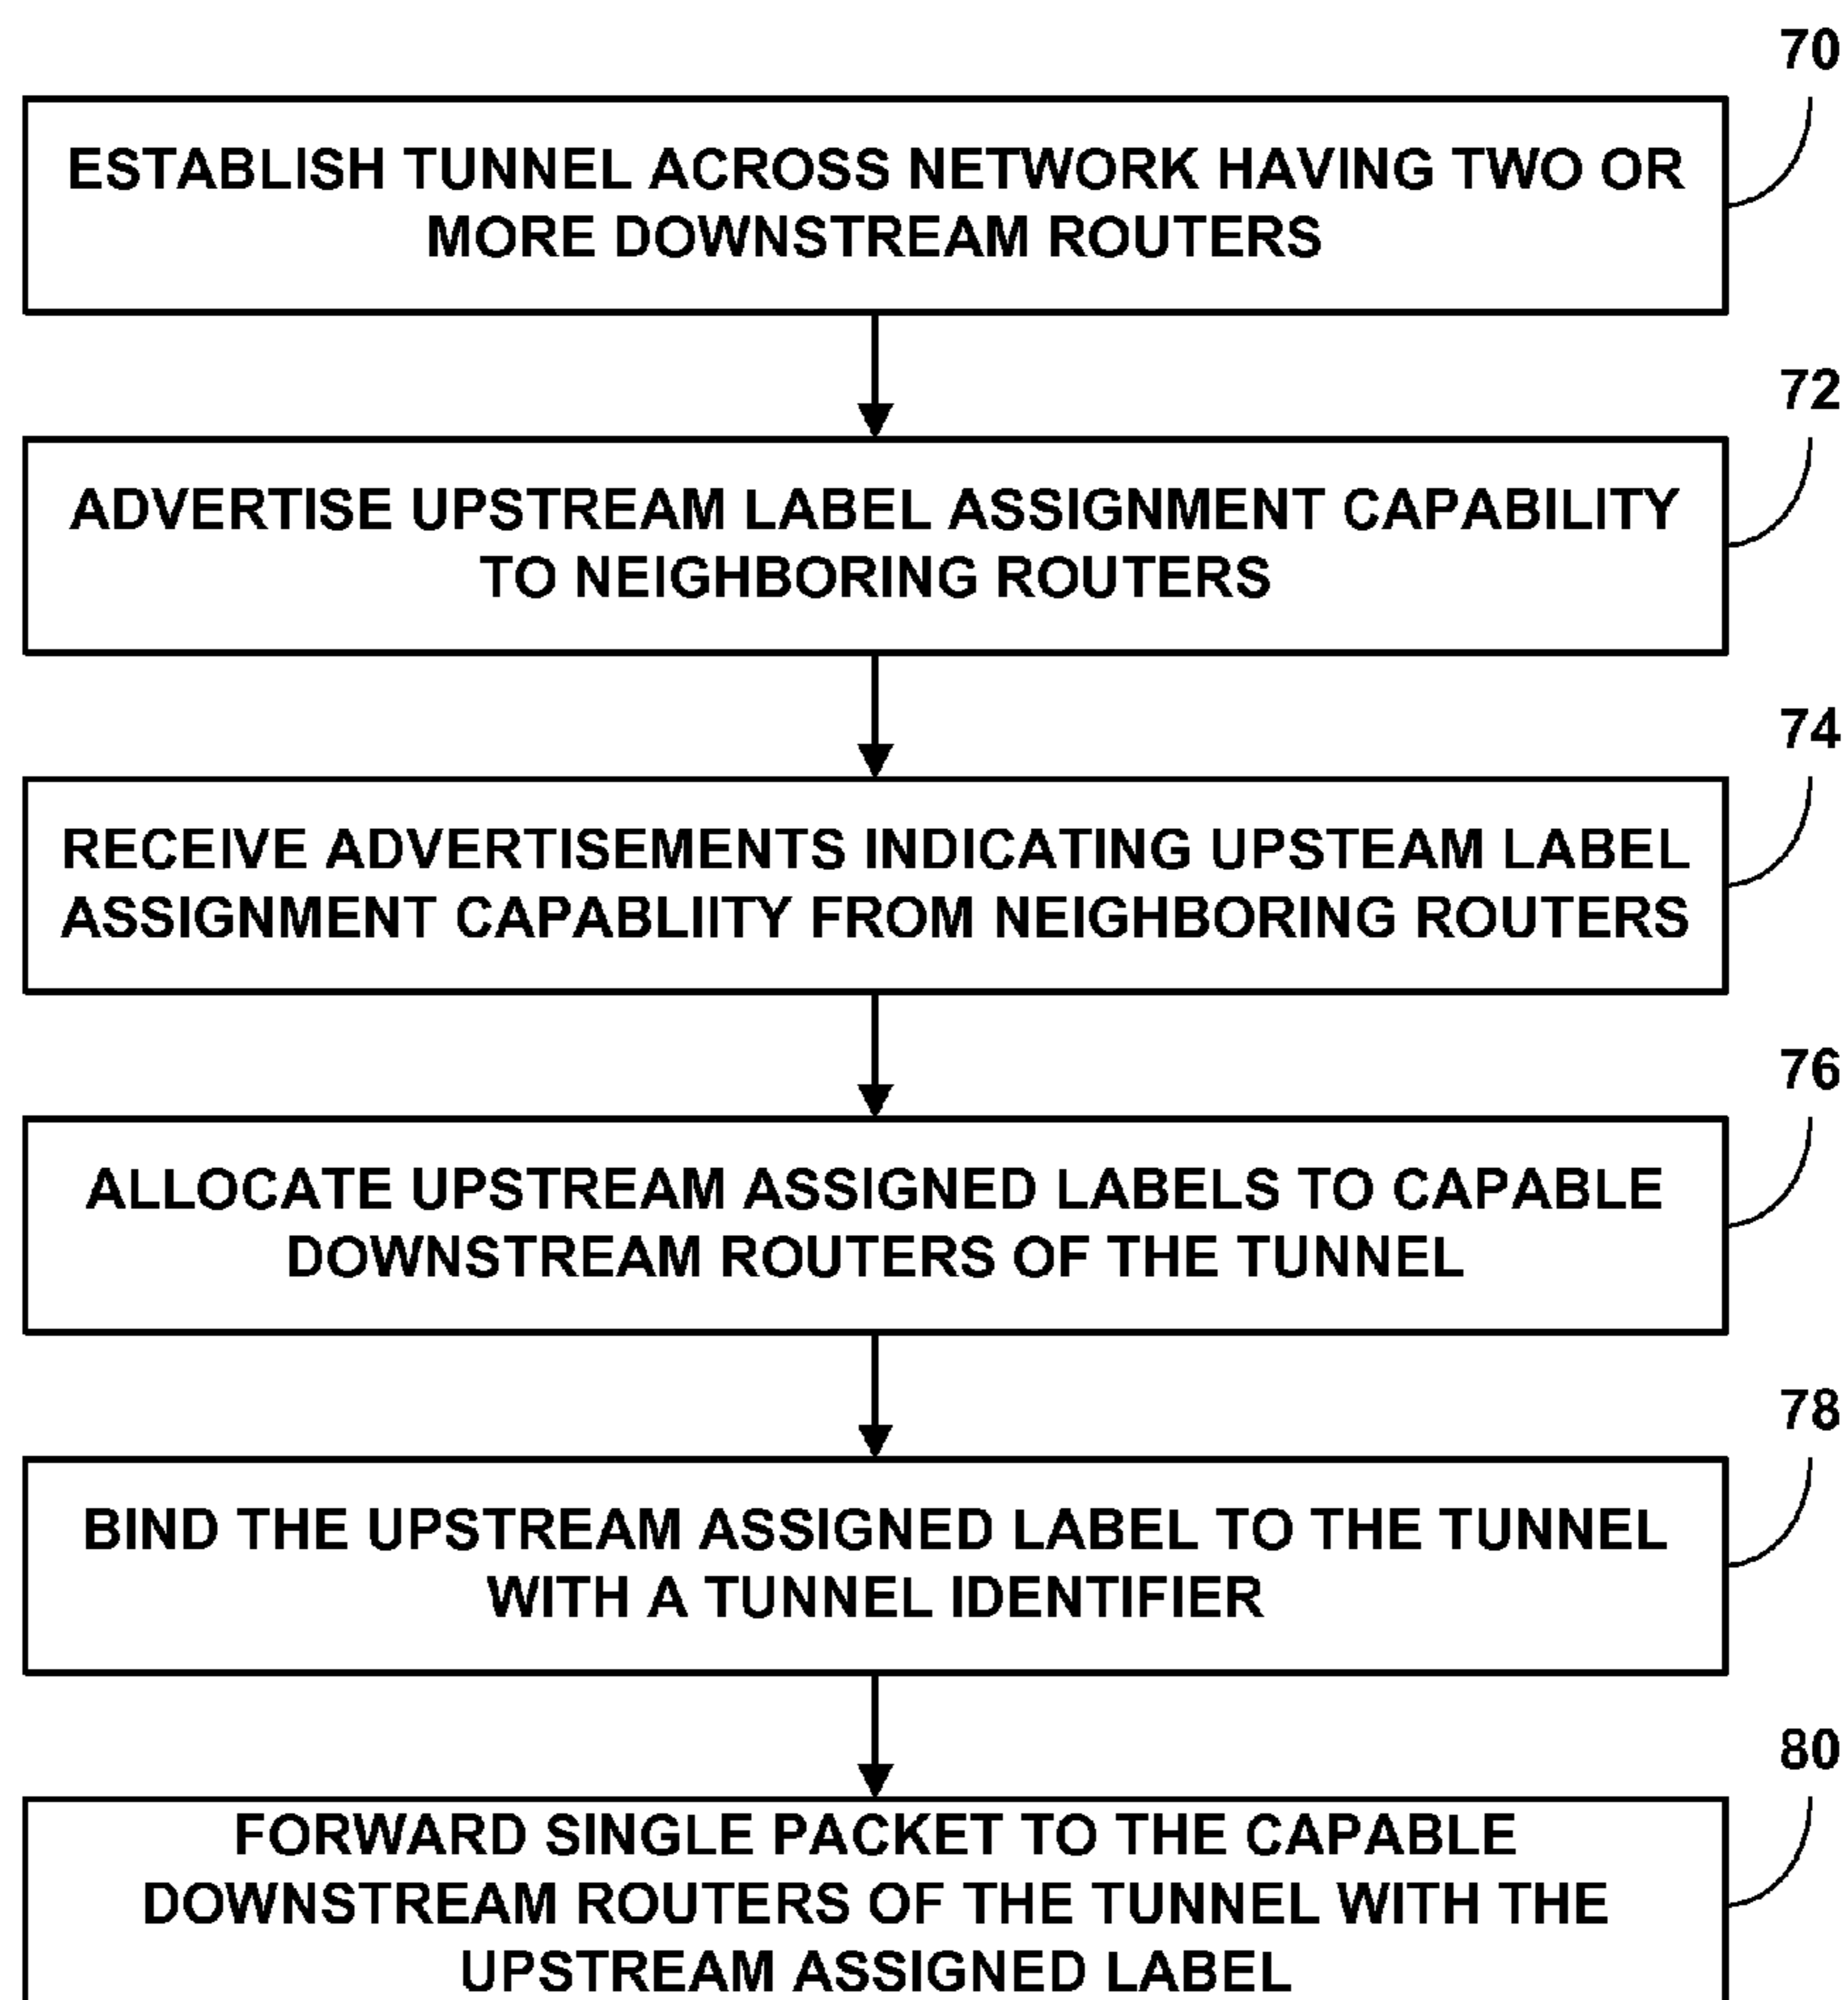 70
ESTABLISH TUNNEL ACROSS NETWORK HAVING TWO OR
MORE DOWNSTREAM ROUTERS
72
ADVERTISE UPSTREAM LABEL ASSIGNMENT CAPABILITY
TO NEIGHBORING ROUTERS
74
RECEIVE ADVERTISEMENTS INDICATING UPSTEAM LABEL
ASSIGNMENT CAPABLIITY FROM NEIGHBORING ROUTERS
76
ALLOCATE UPSTREAM ASSIGNED LABELS TO CAPABLE
DOWNSTREAM ROUTERS OF THE TUNNEL
78
BIND THE UPSTREAM ASSIGNED LABEL TO THE TUNNEL
WITH A TUNNEL IDENTIFIER
80
FORWARD SINGLE PACKET TO THE CAPABLE
DOWNSTREAM ROUTERS OF THE TUNNEL WITH THE
UPSTREAM ASSIGNED LABEL